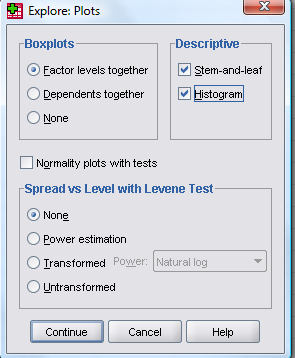 Explore: Plots
Boxplots
Factor levels together
Dependents together
None
Descriptive
Stem-and-leaf
Histogram
Normality plots with tests
Spread vs Level with Levene Test
None
Power estimation
Transformed Power: Natural log
Untransformed
Continue Cancel Help